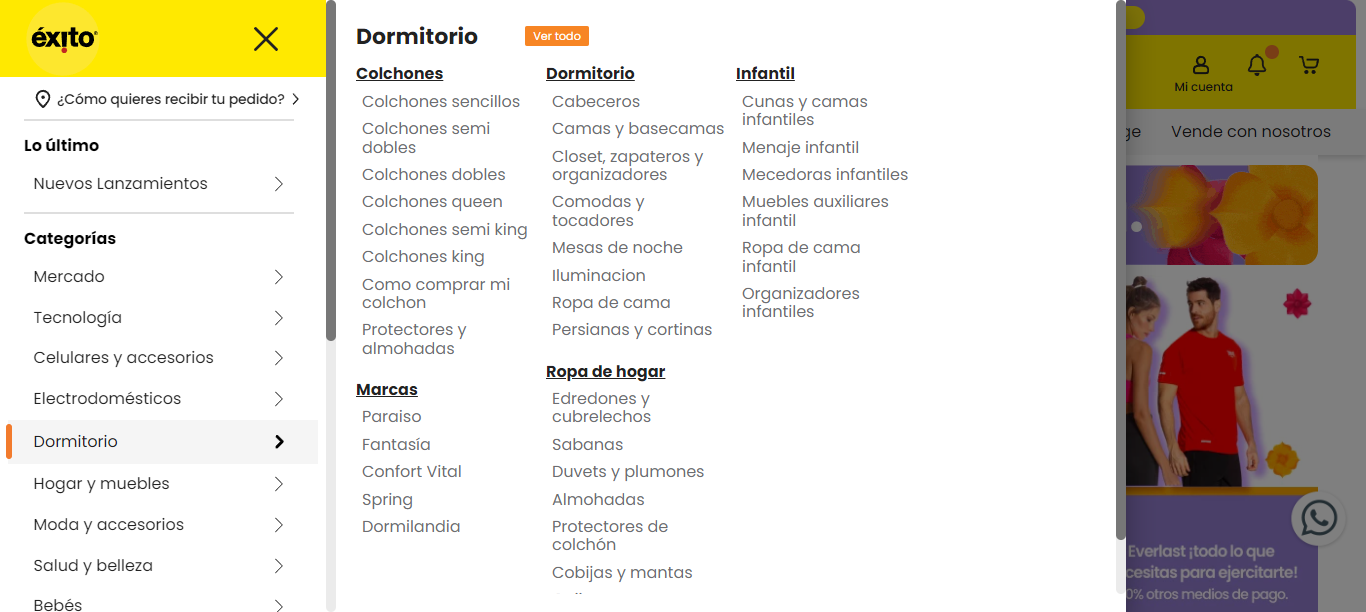 éxito
¿Cómo quieres recibir tu pedido?
Lo último
Nuevos Lanzamientos
Categorías
Mercado
Tecnología
Celulares y accesorios
Electrodomésticos
Dormitorio
Hogar y muebles
Moda y accesorios
Salud y belleza
Bebés
Dormitorio
Ver todo
Colchones
Colchones sencillos
Colchones semi
dobles
Colchones dobles
Colchones queen
Colchones semi king
Colchones king
Como comprar mi
colchon
Protectores y
almohadas
Marcas
Paraiso
Fantasía
Confort Vital
Spring
Dormilandia
Dormitorio
Cabeceros
Camas y basecamas
Closet, zapateros y
organizadores
Comodas y
tocadores
Mesas de noche
Iluminacion
Ropa de cama
Persianas y cortinas
Ropa de hogar
Edredones y
cubrelechos
Sabanas
Duvets y plumones
Almohadas
Protectores de
colchón
Cobijas y mantas
Infantil
Cunas y camas
infantiles
Menaje infantil
Mecedoras infantiles
Muebles auxiliares
infantil
Ropa de cama
infantil
Organizadores
infantiles
Mi cuenta
ge
Vende con nosotros
Everlast ¡todo lo que
cesitas para ejercitarte!
0% otros medios de pago.